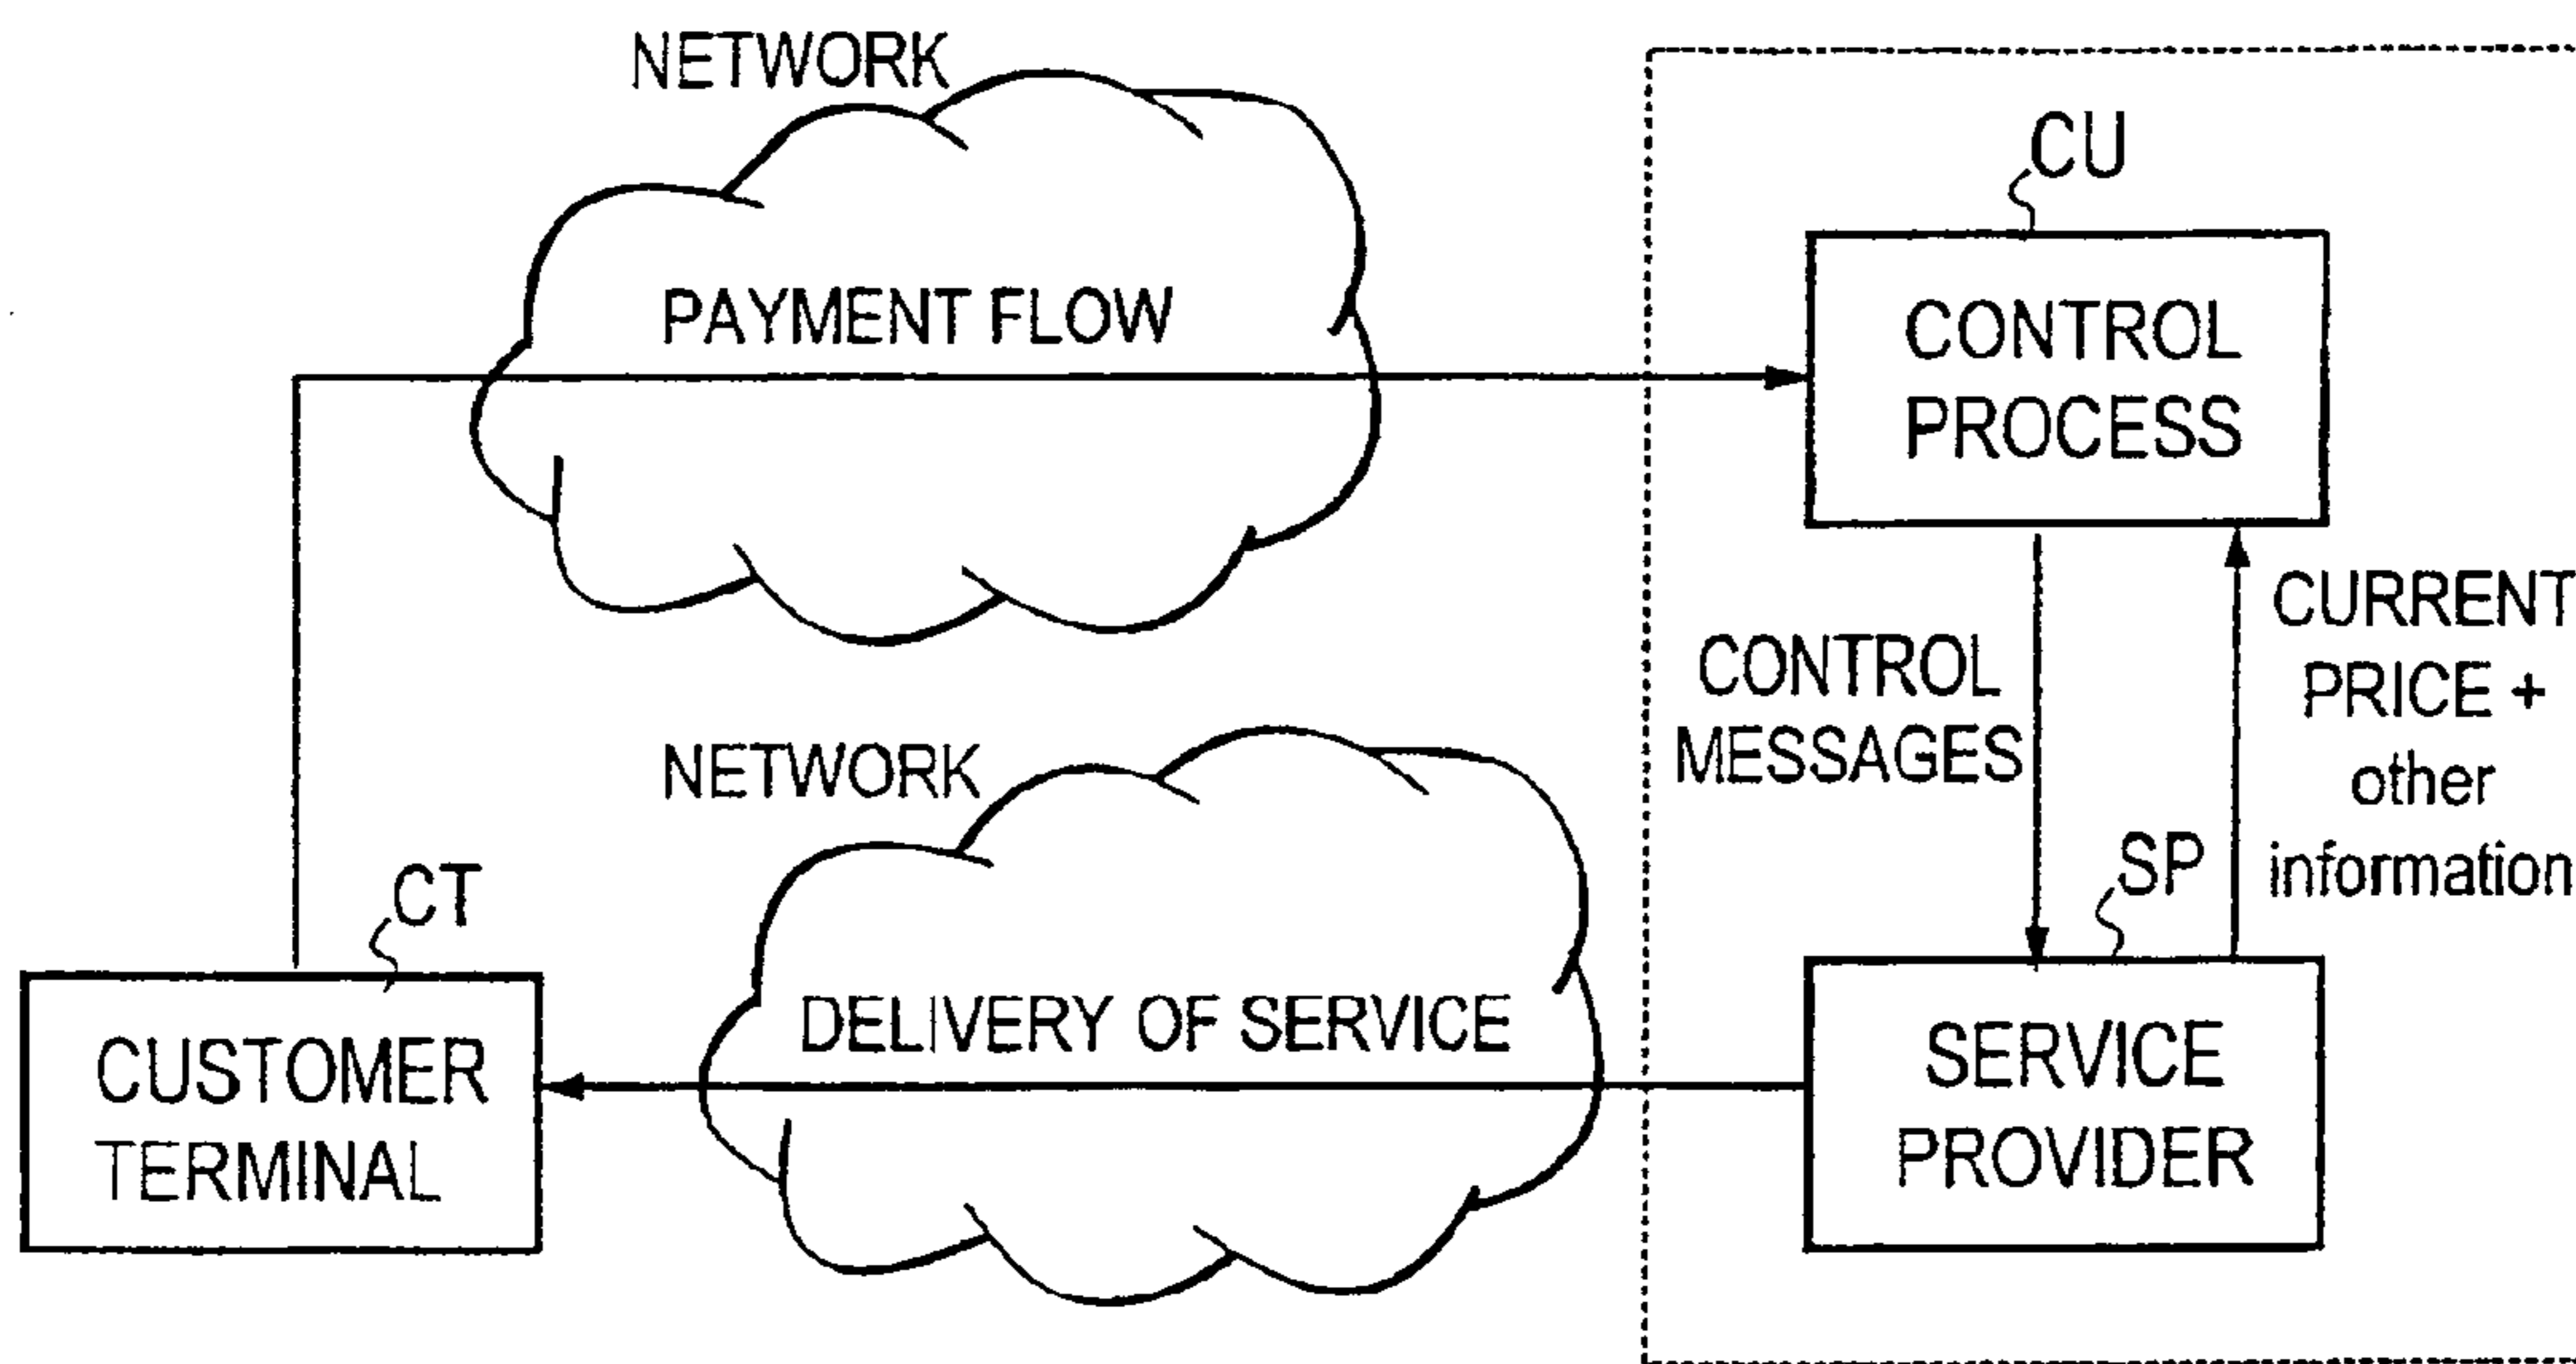 NETWORK
CU
PAYMENT FLOW
CONTROL
PROCESS
CONTROL
MESSAGES
CURRENT
PRICE +
other
information
NETWORK
CT
SP
CUSTOMER
TERMINAL
DELIVERY OF SERVICE
SERVICE
PROVIDER